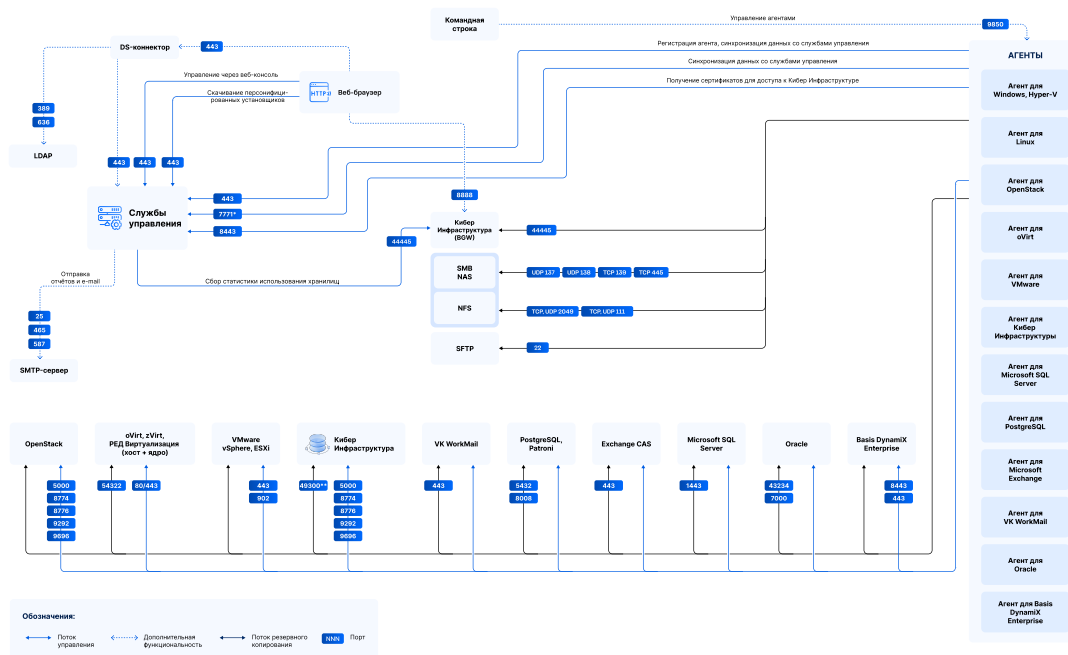 Командная
строка
Управление агентами
9850
DS-коннектор
443
Регистрация агента, синхронизация данных со службами управления
АГЕНТЫ
Синхронизация данных со службами управления
Управление через веб-консоль
Получение сертификатов для доступа к Кибер Инфраструктуре
Скачивание персонифици-
рованных установщиков
HTTP
Веб-браузер
389
636
LDAP
443
443
443
8888
Службы
управления
443
7771*
8443
44445
Кибер
Инфраструктура
(BGW)
44445
SMB
NAS
UDP 137
UDP 138
TCP 139
TCP 445
NFS
TCP, UDP 2049
TCP, UDP 111
SFTP
22
Отправка
отчётов и e-mail
Сбор статистики использования хранилищ
25
465
587
SMTP-сервер
Агент для
Windows, Hyper-V
Агент для
Linux
Агент для
OpenStack
Агент для
oVirt
Агент для
VMware
Агент для
Кибер
Инфраструктуры
Агент для
Microsoft SQL
Server
Агент для
PostgreSQL
Агент для
Microsoft
Exchange
Агент для
VK WorkMail
Агент для
Oracle
Агент для Basis
DynamiX
Enterprise
OpenStack
5000
8774
8776
9292
9696
oVirt, zVirt,
РЕД Виртуализация
(хост + ядро)
54322
80/443
VMware
vSphere, ESXi
443
902
Кибер
Инфраструктура
49300**
5000
8774
8776
9292
9696
VK WorkMail
443
PostgreSQL,
Patroni
5432
8008
Exchange CAS
443
Microsoft SQL
Server
1443
Oracle
43234
7000
Basis DynamiX
Enterprise
8443
443
Обозначения:
Поток
управления
Дополнительная
функциональность
Поток резервного
копирования
NNN
Порт